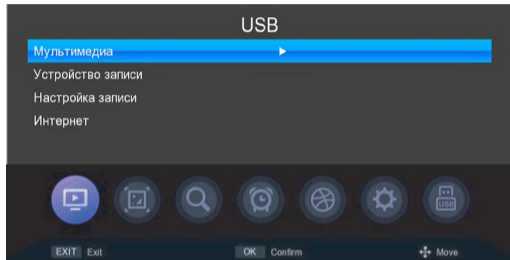 USB
Мультимедиа
Устройство записи
Настройка записи
Интернет
USB
EXIT Exit
OK Confirm
Move